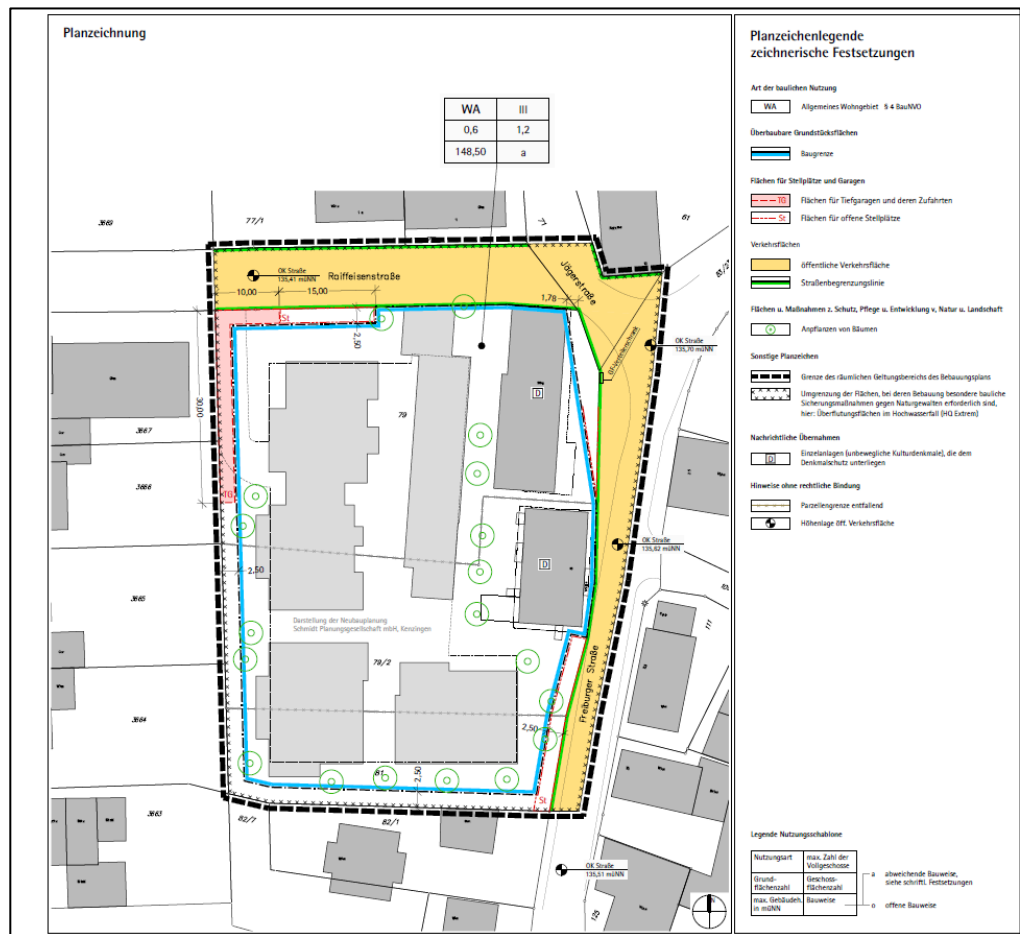 Planzeichnung
WA III
0,6 1,2
148,50 a
3669
77/1
71
61
83/2
OK Straße
135,41 müNN
Raiffeisenstraße
Jägerstraße
10,00 15,00
1,78
St
2,50
OK Straße
135,70 müNN
79
D
3667
30,00
3666
TG
OK Straße
135,62 müNN
D
2,50
3665
111
Darstellung der Neubauplanung
Schmidt Planungsgesellschaft mbH, Kenzingen
79/2
Freiburger Straße
3664
2,50
81
2,50
St
3663
82/7
82/1
OK Straße
135,51 müNN
125
Planzeichenlegende
zeichnerische Festsetzungen
Art der baulichen Nutzung
WA Allgemeines Wohngebiet § 4 BauNVO
Überbaubare Grundstücksflächen
Baugrenze
Flächen für Stellplätze und Garagen
TG Flächen für Tiefgaragen und deren Zufahrten
St Flächen für offene Stellplätze
Verkehrsflächen
öffentliche Verkehrsfläche
Straßenbegrenzungslinie
Flächen u. Maßnahmen z. Schutz, Pflege u. Entwicklung v. Natur u. Landschaft
Anpflanzen von Bäumen
Sonstige Planzeichen
Grenze des räumlichen Geltungsbereichs des Bebauungsplans
Umgrenzung der Flächen, bei deren Bebauung besondere bauliche
Sicherungsmaßnahmen gegen Naturgewalten erforderlich sind,
hier: Überflutungsflächen im Hochwasserfall (HQ Extrem)
Nachrichtliche Übernahmen
D Einzelanlagen (unbewegliche Kulturdenkmale), die dem
Denkmalschutz unterliegen
Hinweise ohne rechtliche Bindung
Parzellengrenze entfallend
Höhenlage öff. Verkehrsfläche
Legende Nutzungsschablone
Nutzungsart max. Zahl der
Vollgeschosse
Grund-
flächenzahl Geschoss-
flächenzahl
max. Gebäudeh.
in müNN Bauweise
a abweichende Bauweise,
siehe schriftl. Festsetzungen
o offene Bauweise